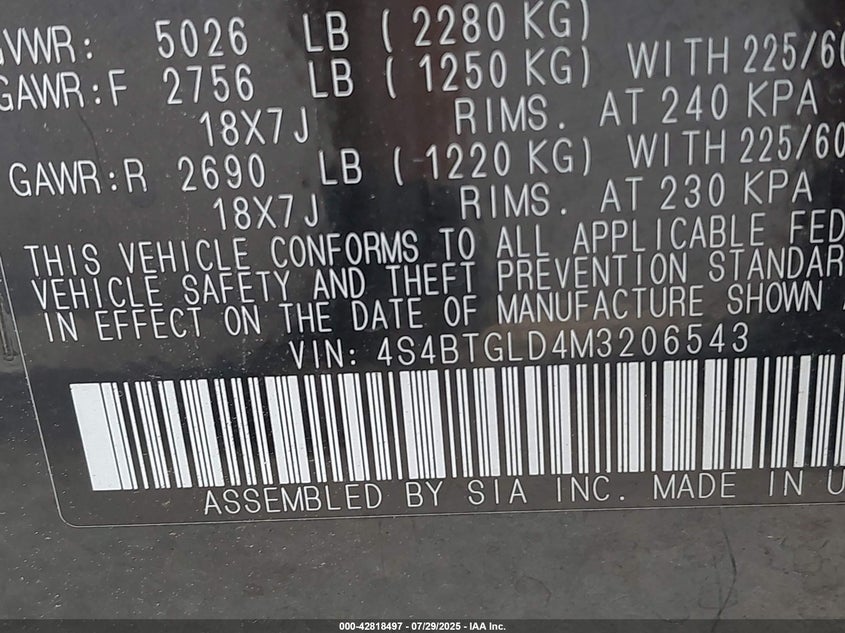 GVWR: 5026 LB ( 2280 KG)
GAWR:F 2756 LB ( 1250 KG) WITH 225/60
18X7J RIMS. AT 240 KPA
GAWR:R 2690 LB ( 1220 KG) WITH 225/60
18X7J RIMS. AT 230 KPA
THIS VEHICLE CONFORMS TO ALL APPLICABLE FED
VEHICLE SAFETY AND THEFT PREVENTION STANDAR
IN EFFECT ON THE DATE OF MANUFACTURE SHOWN
VIN: 4S4BTGLD4M3206543
ASSEMBLED BY SIA INC. MADE IN U
000-42818497 - 07/29/2025 - IAA Inc.